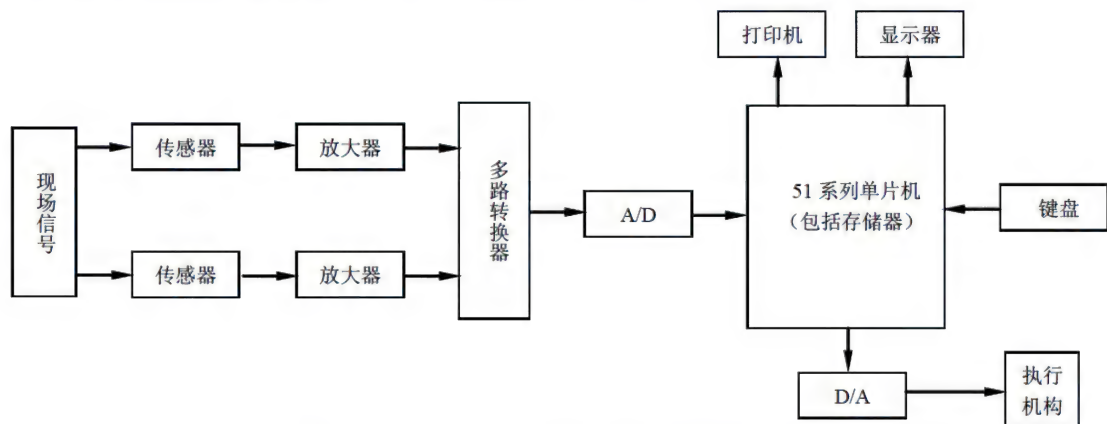 打印机
显示器
现场信号
传感器
放大器
传感器
放大器
多路转换器
A/D
51 系列单片机
（包括存储器）
键盘
D/A
执行
机构